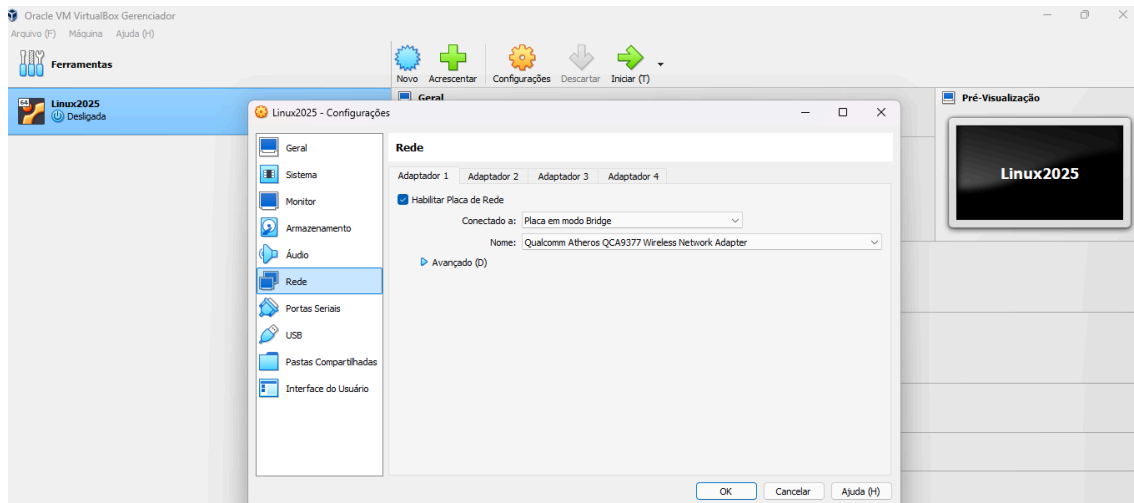 Oracle VM VirtualBox Gerenciador
Arquivo (F) Máquina Ajuda (H)
Ferramentas
Novo Acrescentar Configurações Descartar Iniciar (T)
64
Linux2025
Desligada
Geral
Pré-Visualização
Linux2025
Linux2025 - Configurações
Geral
Sistema
Monitor
Armazenamento
Áudio
Rede
Portas Seriais
USB
Pastas Compartilhadas
Interface do Usuário
Rede
Adaptador 1 Adaptador 2 Adaptador 3 Adaptador 4
Habilitar Placa de Rede
Conectado a: Placa em modo Bridge
Nome: Qualcomm Atheros QCA9377 Wireless Network Adapter
Avançado (D)
OK Cancelar Ajuda (H)